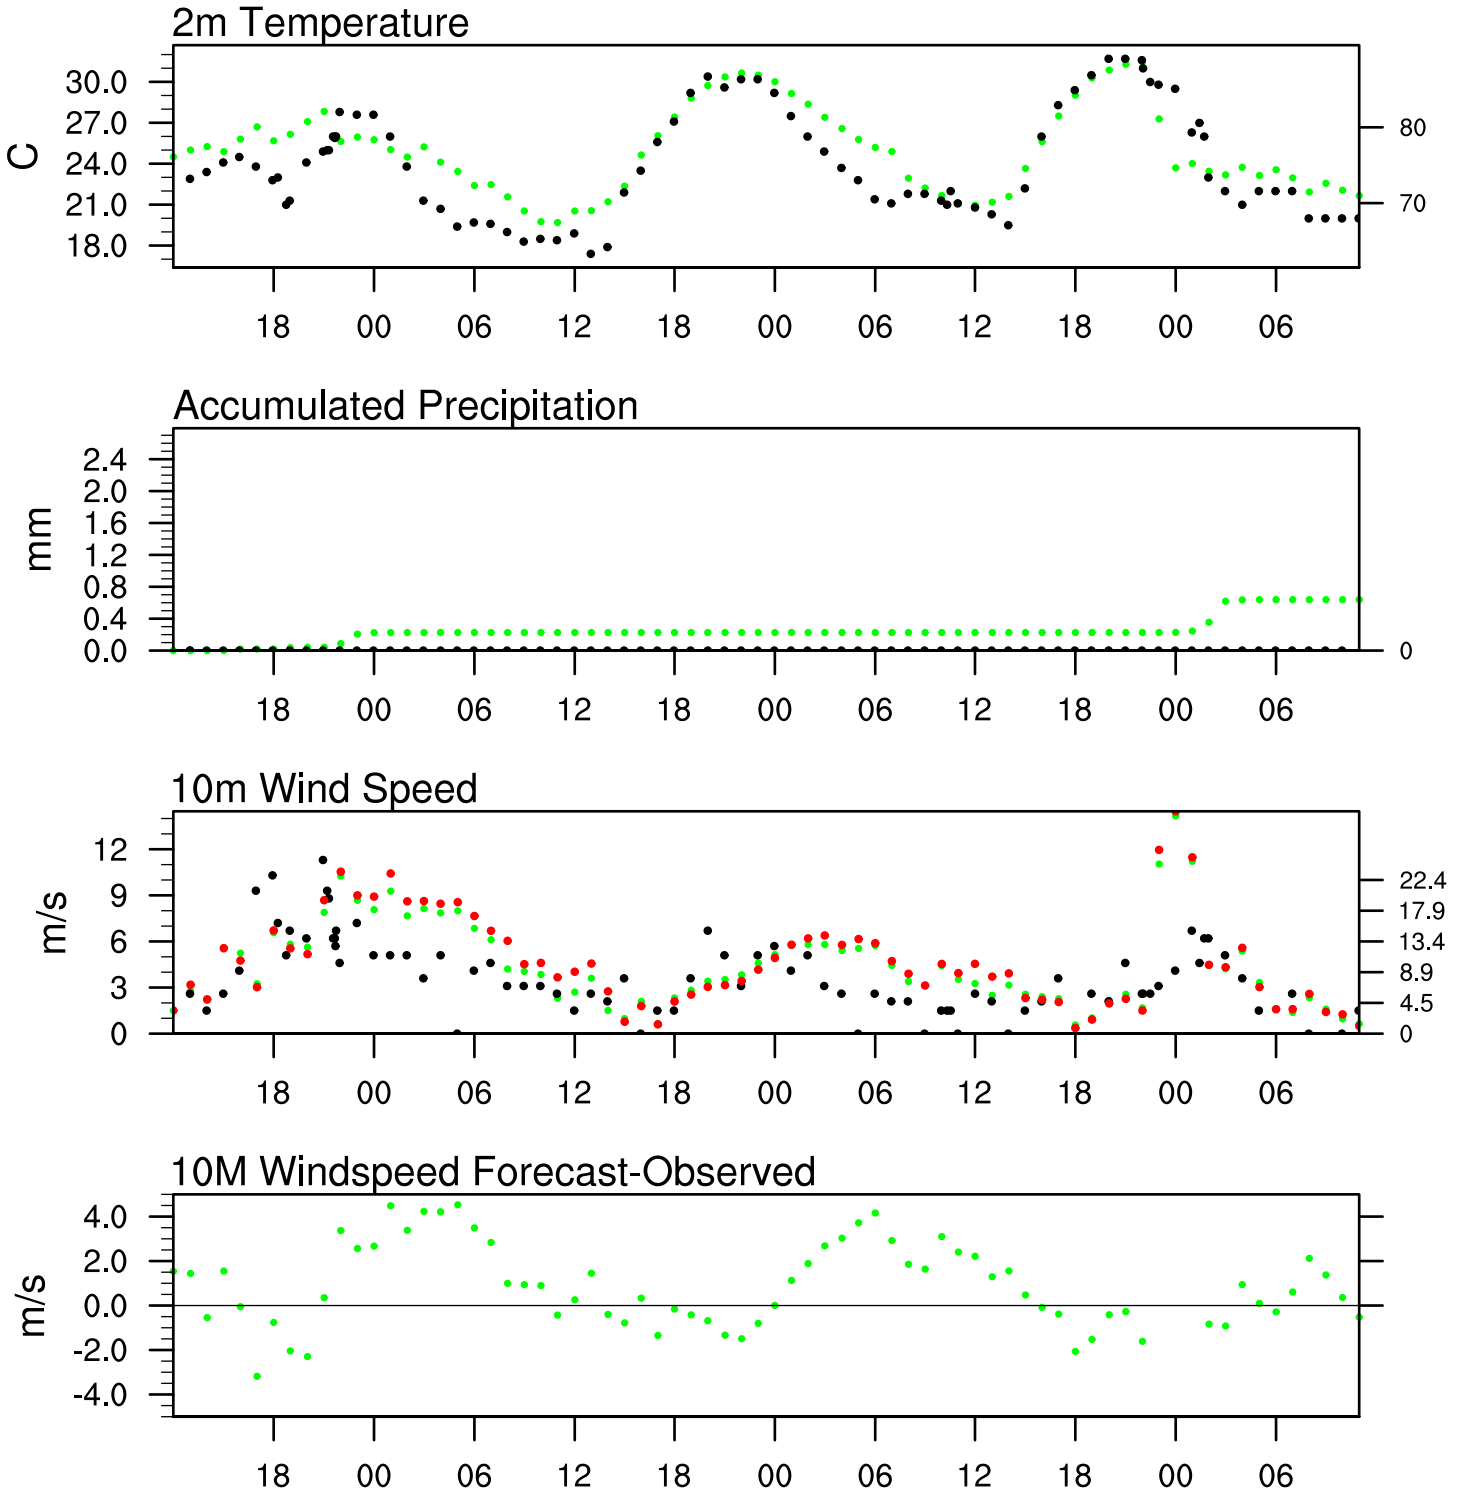 2m Temperature
30.0
27.0
24.0
21.0
18.0
C
80
70
18 00 06 12 18 00 06 12 18 00 06
Accumulated Precipitation
2.4
2.0
1.6
1.2
0.8
0.4
0.0
mm
0
18 00 06 12 18 00 06 12 18 00 06
10m Wind Speed
12
9
6
3
0
m/s
22.4
17.9
13.4
8.9
4.5
0
18 00 06 12 18 00 06 12 18 00 06
10M Windspeed Forecast-Observed
4.0
2.0
0.0
-2.0
-4.0
m/s
18 00 06 12 18 00 06 12 18 00 06